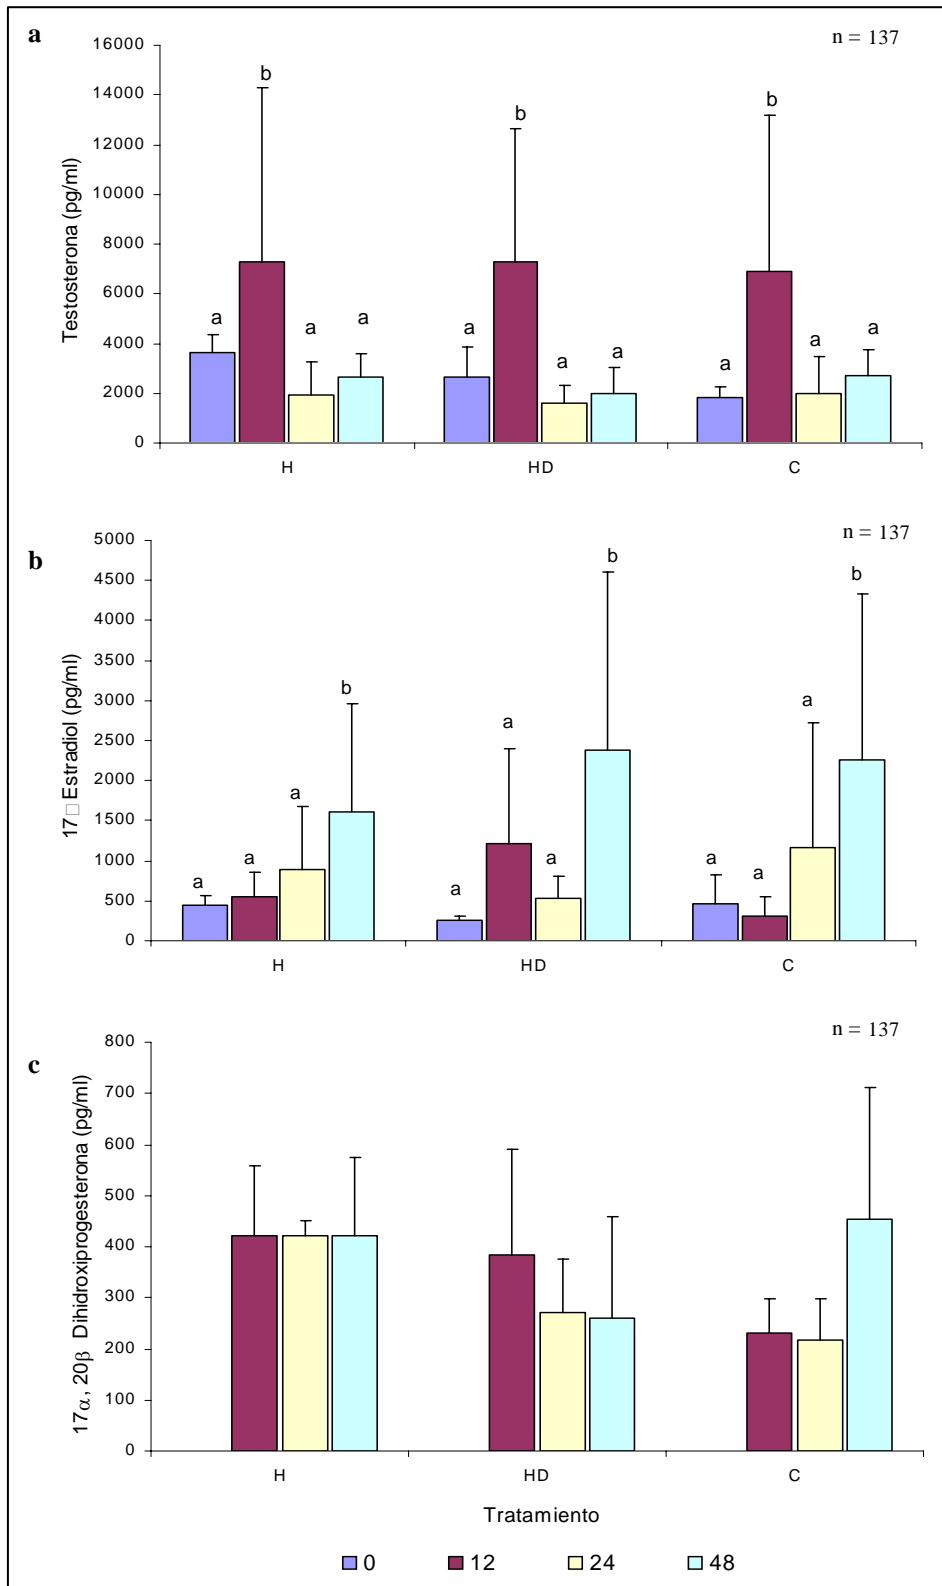 a
n = 137
16000
14000
12000
10000
8000
6000
4000
2000
0
Testosterona (pg/ml)
a b a a
a b a a
a b a a
H HD C
b
n = 137
5000
4500
4000
3500
3000
2500
2000
1500
1000
500
0
17□ Estradiol (pg/ml)
a a a b
a a a b
a a a b
H HD C
c
n = 137
800
700
600
500
400
300
200
100
0
17α, 20β Dihidroxiprogesterona (pg/ml)
H HD C
Tratamiento
0 12 24 48